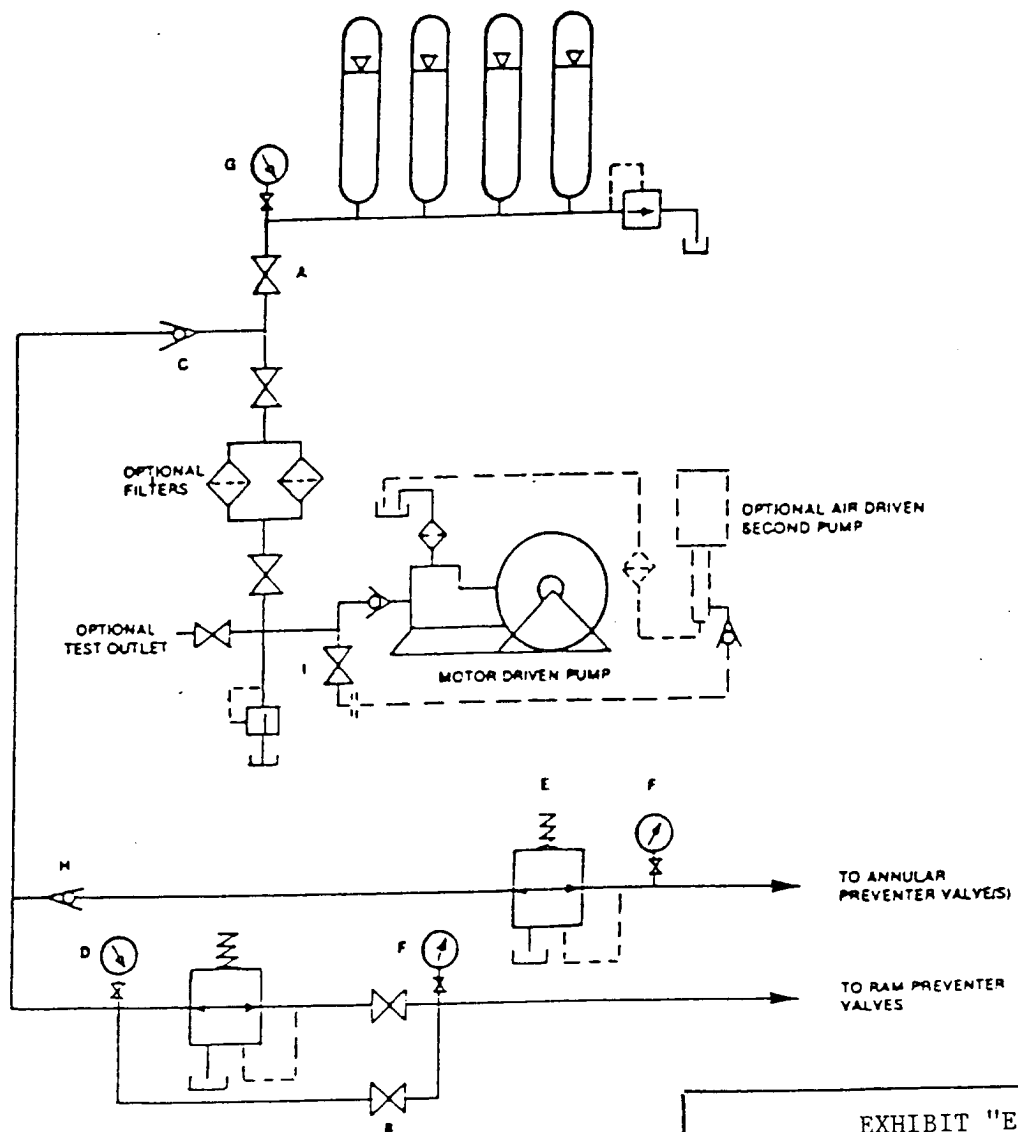 G
A
C
OPTIONAL
FILTERS
OPTIONAL AIR DRIVEN
SECOND PUMP
OPTIONAL
TEST OUTLET
I
MOTOR DRIVEN PUMP
E
F
H
TO ANNULAR
PREVENTER VALVE(S)
D
F
TO RAM PREVENTER
VALVES
B
EXHIBIT "E